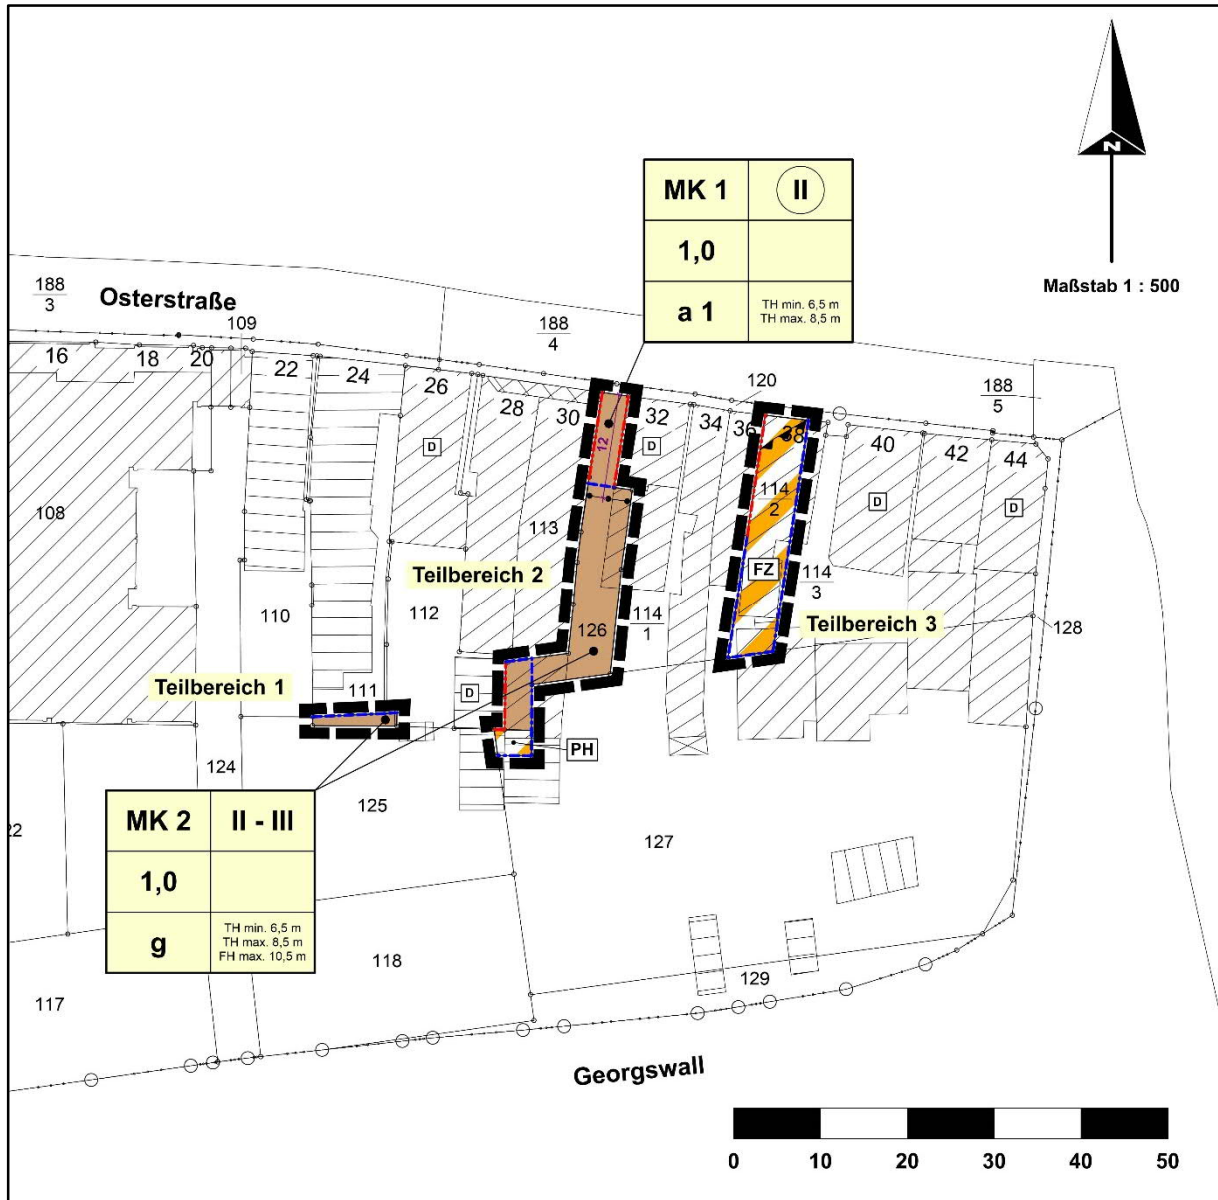 N
Maßstab 1 : 500
MK 1
II
1,0
a 1
TH min. 6,5 m
TH max. 8,5 m
188
3
Osterstraße
109
188
4
120
188
5
16
18
20
22
24
26
28
30
32
34
36
38
40
42
44
D
D
D
D
12
108
113
114
2
FZ
114
3
Teilbereich 2
110
112
114
1
Teilbereich 3
128
126
Teilbereich 1
111
D
PH
124
125
MK 2
II - III
1,0
g
TH min. 6,5 m
TH max. 8,5 m
FH max. 10,5 m
22
127
118
117
129
Georgswall
0
10
20
30
40
50